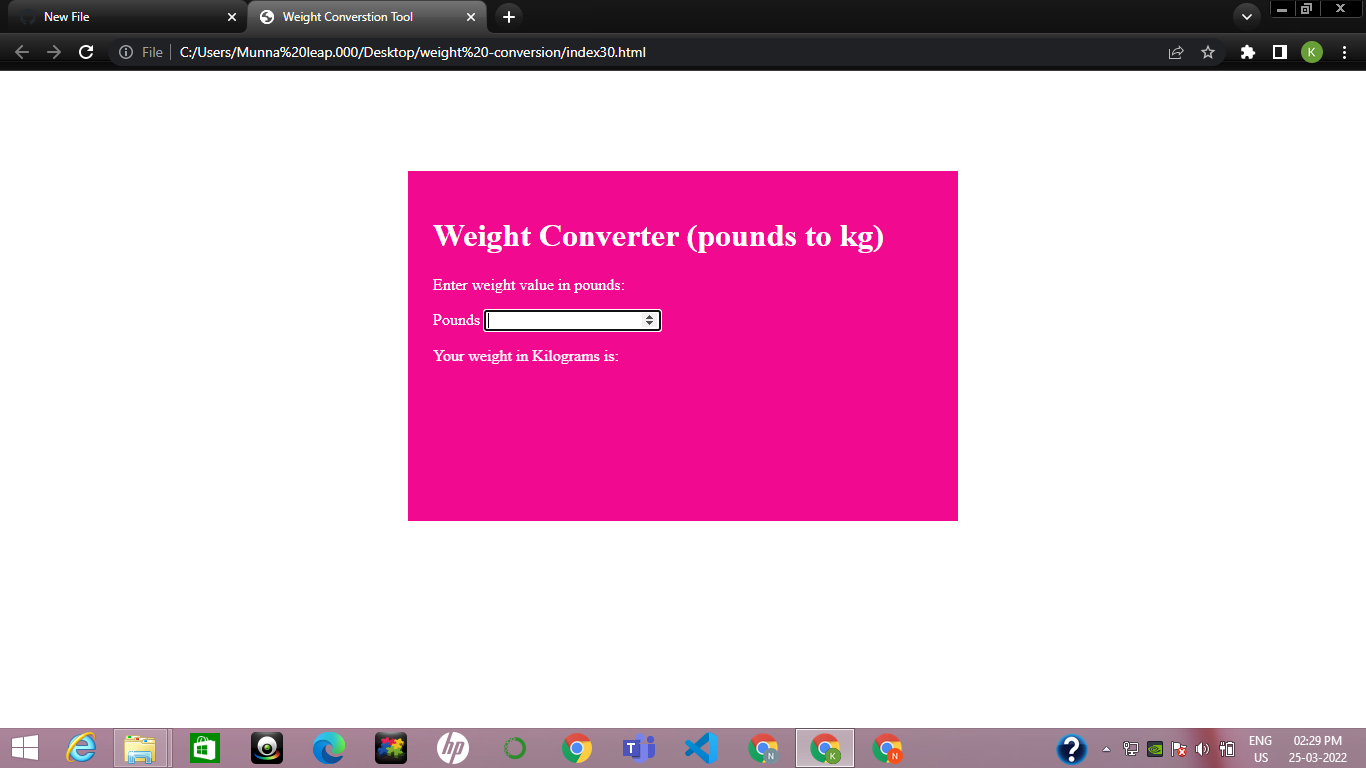 New File
Weight Converstion Tool
File
C:/Users/Munna%20leap.000/Desktop/weight%20-conversion/index30.html
K
Weight Converter (pounds to kg)
Enter weight value in pounds:
Pounds
Your weight in Kilograms is:
hp
T
N
K
N
?
ENG
US
02:29 PM
25-03-2022